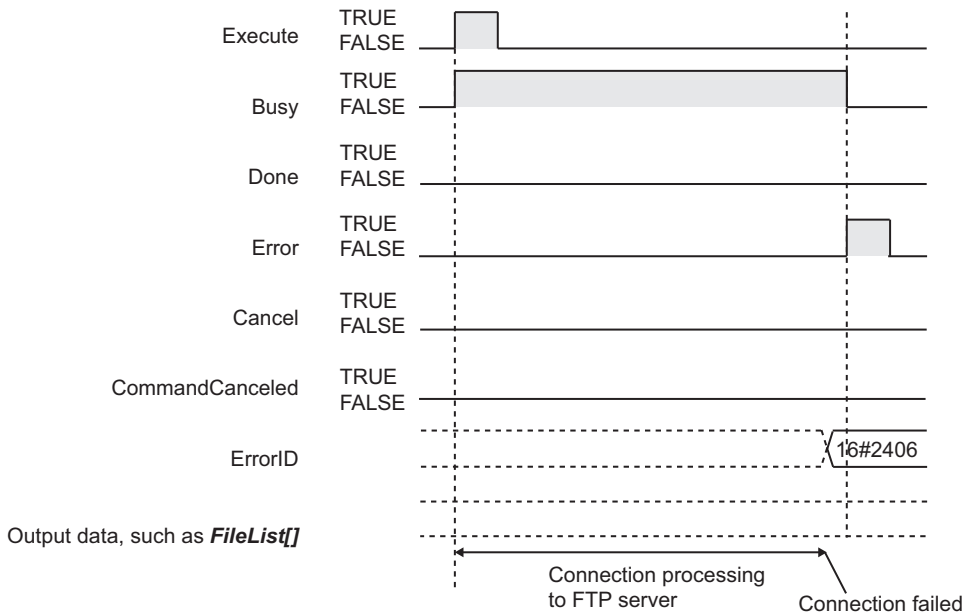 Execute TRUE
FALSE
Busy TRUE
FALSE
Done TRUE
FALSE
Error TRUE
FALSE
Cancel TRUE
FALSE
CommandCanceled TRUE
FALSE
ErrorID 16#2406
Output data, such as FileList[]
Connection processing
to FTP server
Connection failed